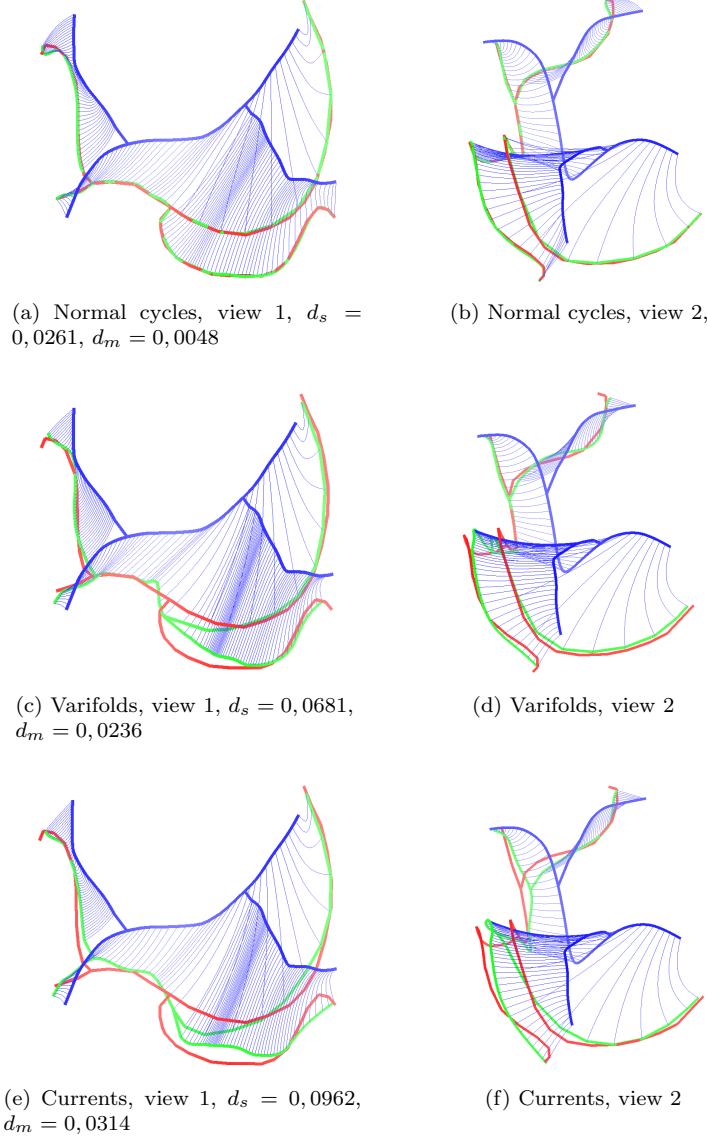 (a) Normal cycles, view 1, d_s =
0,0261, d_m = 0,0048
(b) Normal cycles, view 2,
(c) Varifolds, view 1, d_s = 0,0681,
d_m = 0,0236
(d) Varifolds, view 2
(e) Currents, view 1, d_s = 0,0962,
d_m = 0,0314
(f) Currents, view 2